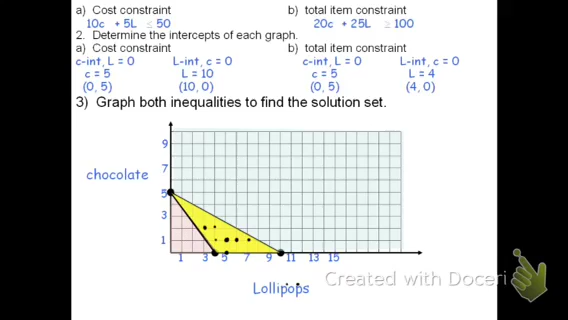 a) Cost constraint b) total item constraint
10c + 5L ≤ 50 20c + 25L ≥ 100
2. Determine the intercepts of each graph.
a) Cost constraint b) total item constraint
c-int, L = 0 L-int, c = 0 c-int, L = 0 L-int, c = 0
c = 5 L = 10 c = 5 L = 4
(0, 5) (10, 0) (0, 5) (4, 0)
3) Graph both inequalities to find the solution set.
9
7
chocolate
5
3
1
1 3 5 7 9 11 13 15
Created with Doceri
Lollipops